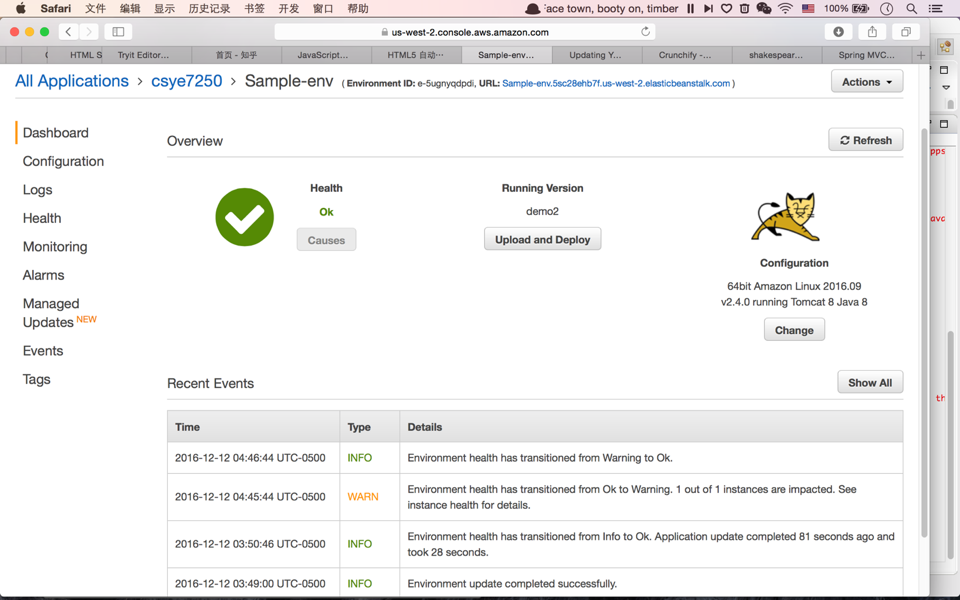 Safari 文件 编辑 显示 历史记录 书签 开发 窗口 帮助 ace town, booty on, timber 100%
us-west-2.console.aws.amazon.com
HTML S Tryit Editor... 首页 - 知乎 JavaScript... HTML5 自动··· Sample-env... Updating Y... Crunchify -... shakespear... Spring MVC...
All Applications > csye7250 > Sample-env ( Environment ID: e-5ugnyqdpdi, URL: Sample-env.5sc28ehb7f.us-west-2.elasticbeanstalk.com ) Actions
Dashboard
Configuration
Logs
Health
Monitoring
Alarms
Managed
Updates NEW
Events
Tags
Overview
Refresh
Health
Ok
Causes
Running Version
demo2
Upload and Deploy
Configuration
64bit Amazon Linux 2016.09
v2.4.0 running Tomcat 8 Java 8
Change
Recent Events
Show All
Time Type Details
2016-12-12 04:46:44 UTC-0500 INFO Environment health has transitioned from Warning to Ok.
2016-12-12 04:45:44 UTC-0500 WARN Environment health has transitioned from Ok to Warning. 1 out of 1 instances are impacted. See
instance health for details.
2016-12-12 03:50:46 UTC-0500 INFO Environment health has transitioned from Info to Ok. Application update completed 81 seconds ago and
took 28 seconds.
2016-12-12 03:49:00 UTC-0500 INFO Environment update completed successfully.
pps
ava
th